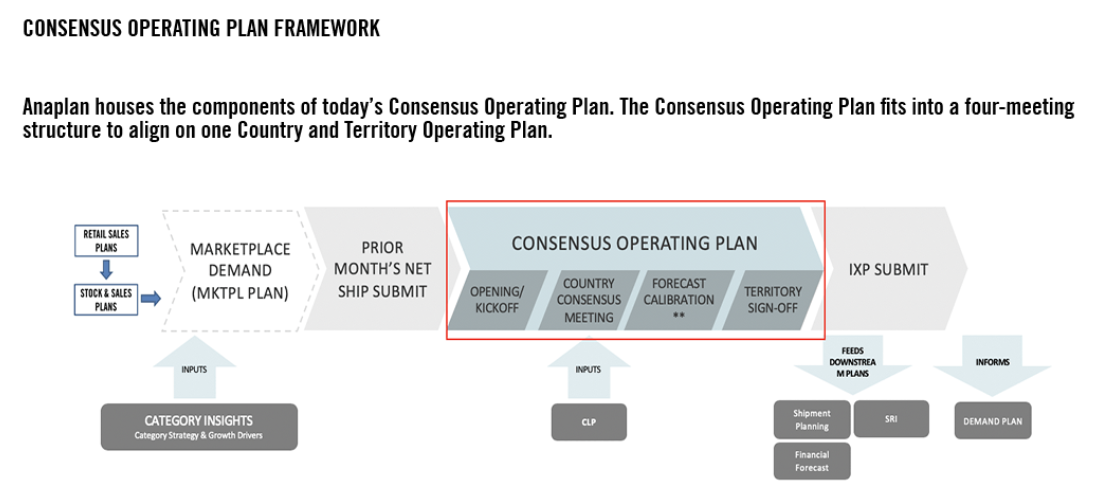 CONSENSUS OPERATING PLAN FRAMEWORK
Anaplan houses the components of today's Consensus Operating Plan. The Consensus Operating Plan fits into a four-meeting
structure to align on one Country and Territory Operating Plan.
RETAIL SALES
PLANS
STOCK & SALES
PLANS
MARKETPLACE
DEMAND
(MKTPL PLAN)
PRIOR
MONTH'S NET
SHIP SUBMIT
CONSENSUS OPERATING PLAN
OPENING/
KICKOFF
COUNTRY
CONSENSUS
MEETING
FORECAST
CALIBRATION
**
TERRITORY
SIGN-OFF
IXP SUBMIT
INPUTS
CATEGORY INSIGHTS
Category Strategy & Growth Drivers
INPUTS
CLP
FEEDS
DOWNSTREA
M PLANS
Shipment
Planning
SRI
Financial
Forecast
INFORMS
DEMAND PLAN